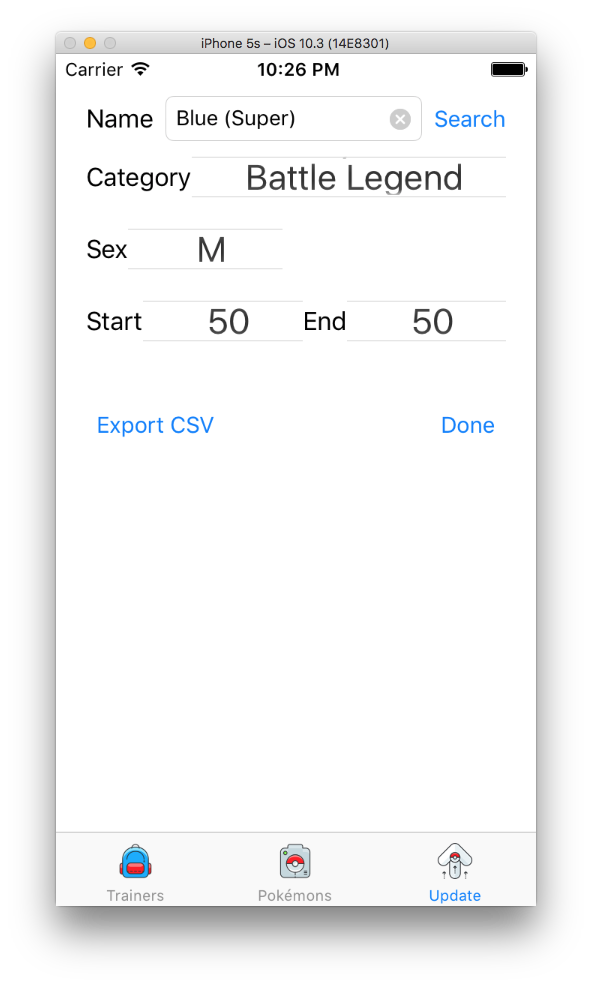 iPhone 5s – iOS 10.3 (14E8301)
Carrier 10:26 PM
Name Blue (Super) Search
Category Battle Legend
Sex M
Start 50 End 50
Export CSV Done
Trainers Pokémons Update